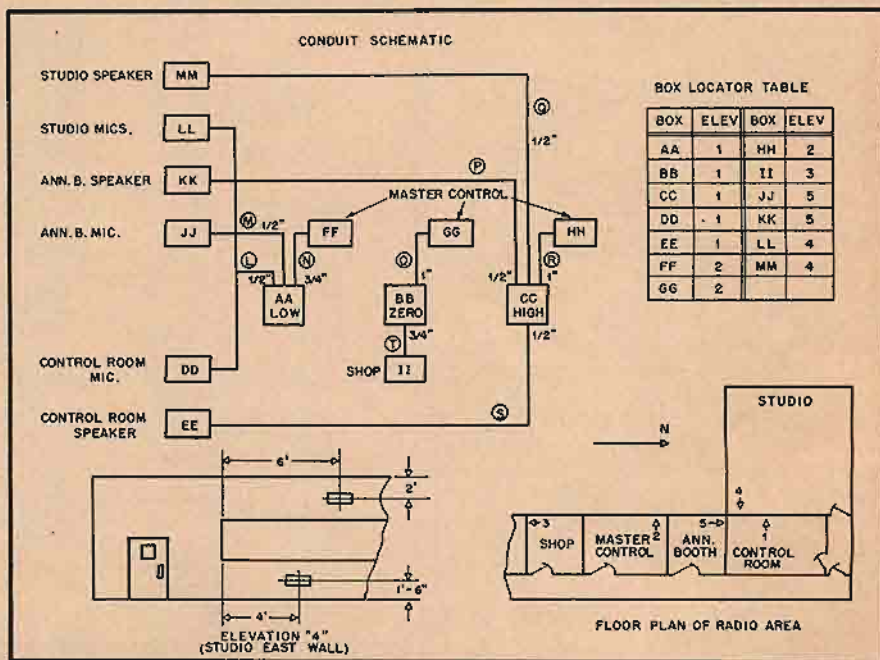 CONDUIT SCHEMATIC
STUDIO SPEAKER
MM
STUDIO MICS.
LL
ANN. B. SPEAKER
KK
ANN. B. MIC.
JJ
CONTROL ROOM
MIC.
DD
CONTROL ROOM
SPEAKER
EE
Q
1/2"
P
MASTER CONTROL
M
1/2"
FF
GG
HH
L
1/2"
N
3/4"
O
1"
1/2"
R
1"
AA
LOW
BB
ZERO
CC
HIGH
T
3/4"
1/2"
SHOP
II
S
BOX LOCATOR TABLE
BOX ELEV BOX ELEV
AA 1 HH 2
BB 1 II 3
CC 1 JJ 5
DD 1 KK 5
EE 1 LL 4
FF 2 MM 4
GG 2
6'
2'
1'-6"
4'
ELEVATION "4"
(STUDIO EAST WALL)
N
STUDIO
4
3
SHOP
MASTER
CONTROL
2
5
ANN.
BOOTH
1
CONTROL
ROOM
FLOOR PLAN OF RADIO AREA